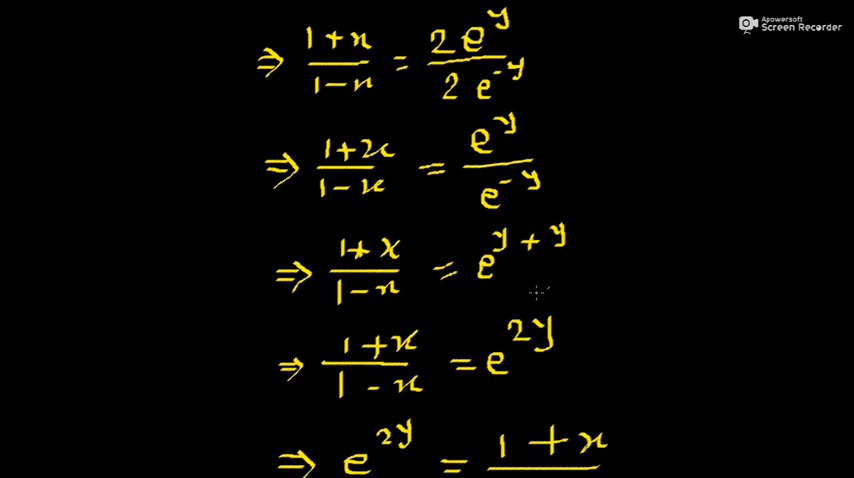 Apowersoft
Screen Recorder
⇒ (1+x)/(1-x) = (2e^y)/(2e^-y)
⇒ (1+x)/(1-x) = (e^y)/(e^-y)
⇒ (1+x)/(1-x) = e^(y+y)
⇒ (1+x)/(1-x) = e^2y
⇒ e^2y = 1+x